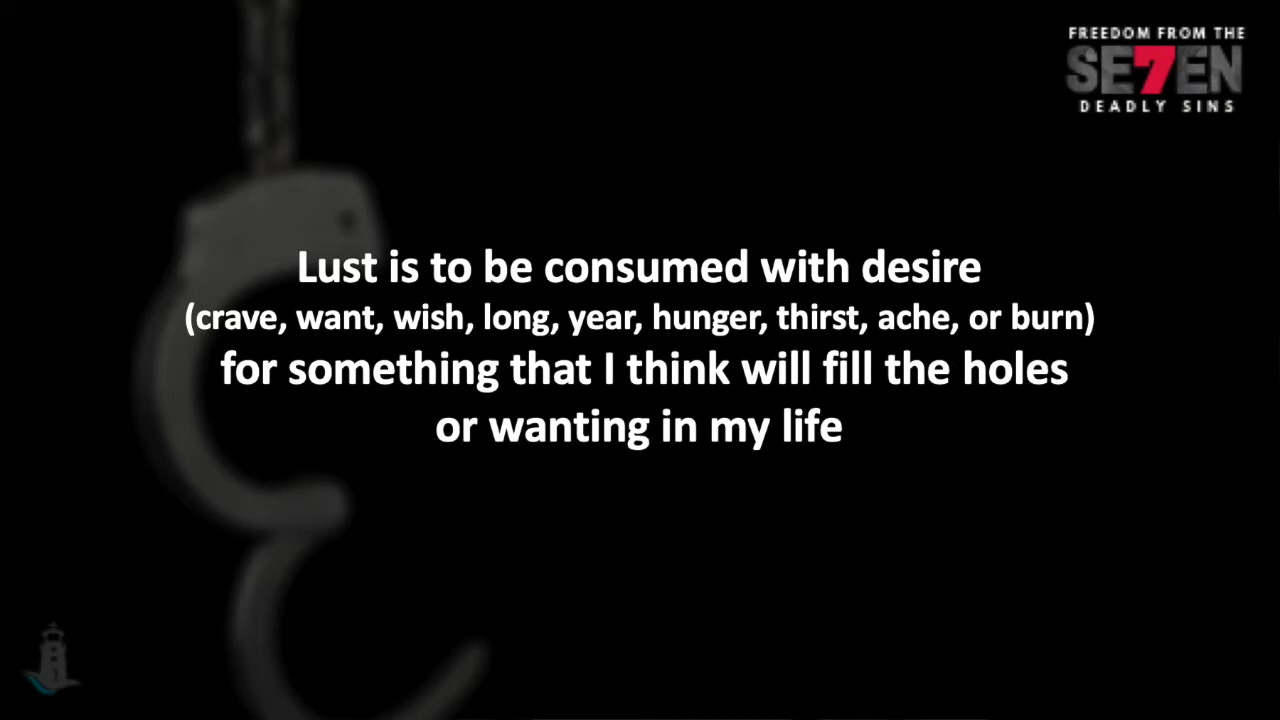 FREEDOM FROM THE
SE7EN
DEADLY SINS
Lust is to be consumed with desire
(crave, want, wish, long, year, hunger, thirst, ache, or burn)
for something that I think will fill the holes
or wanting in my life